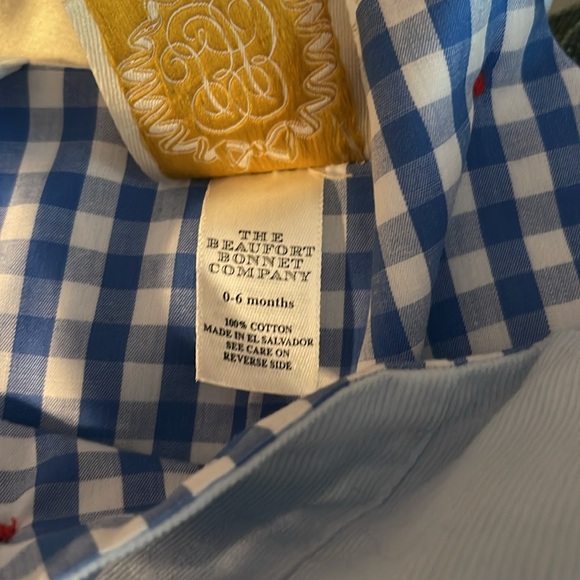 THE
BEAUFORT
BONNET
COMPANY
0-6 months
100% COTTON
MADE IN EL SALVADOR
SEE CARE ON
REVERSE SIDE